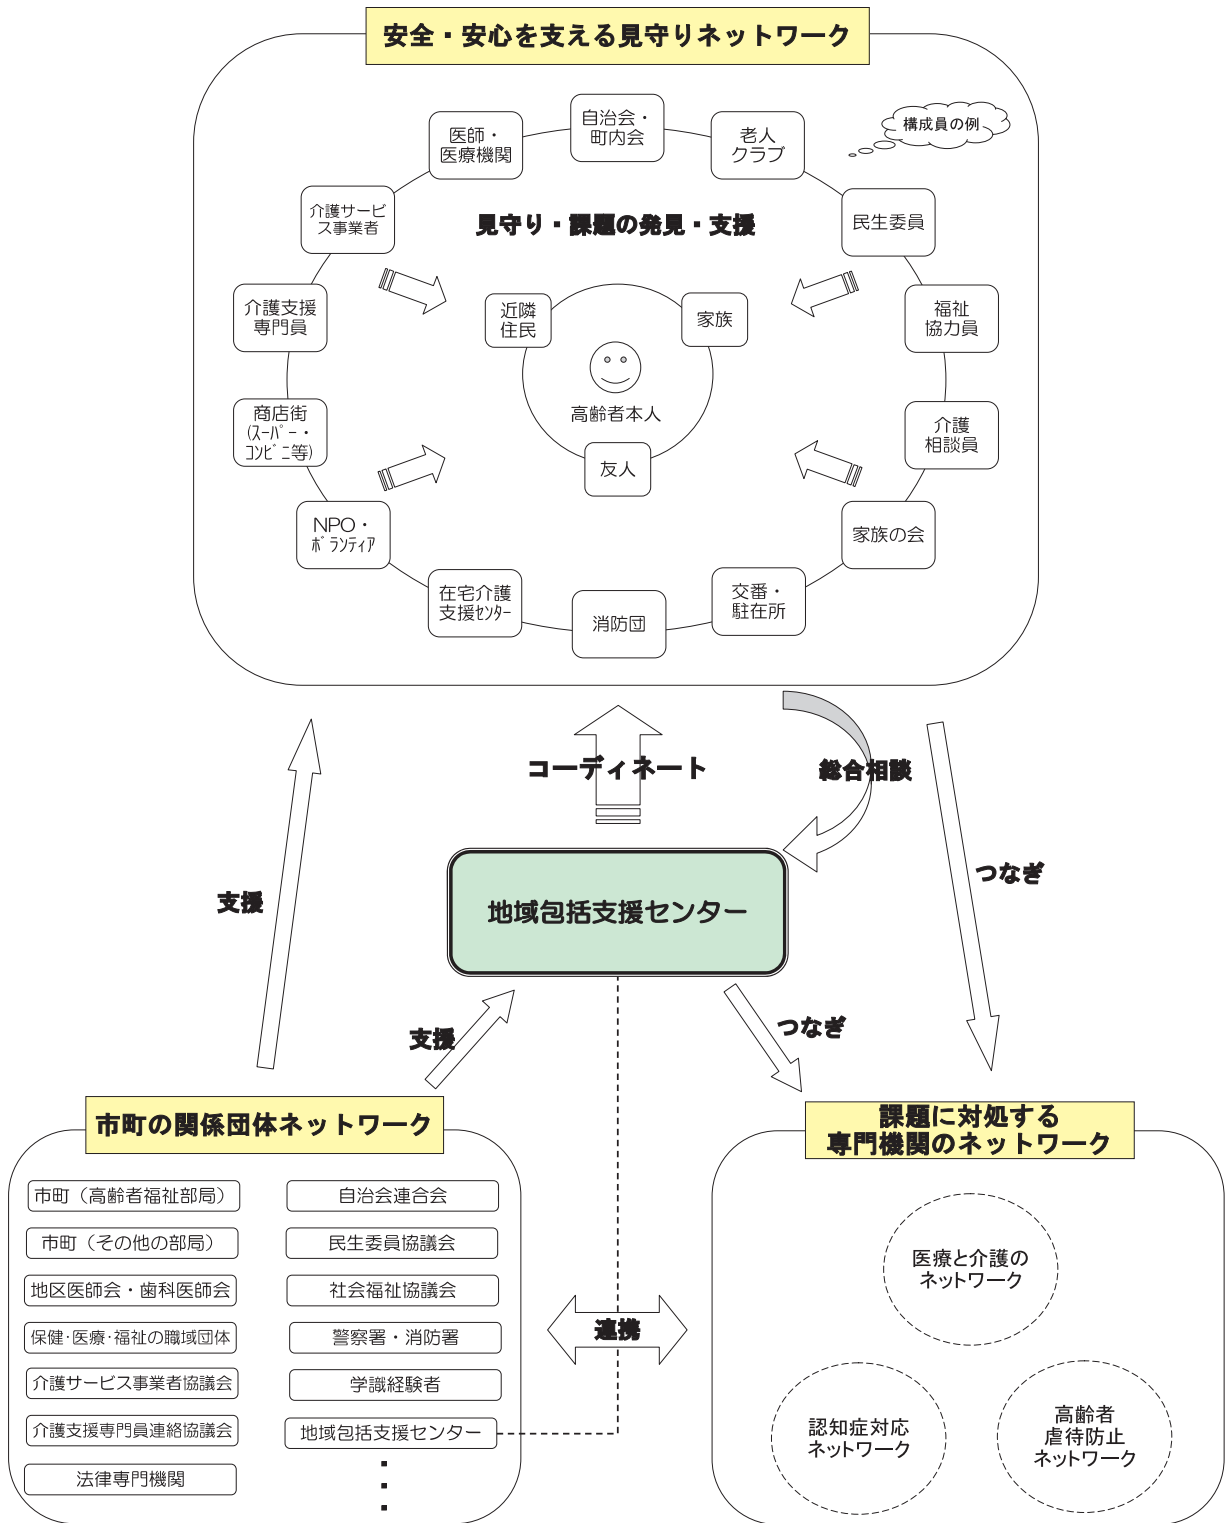 安全・安心を支える見守りネットワーク
構成員の例
自治会・
町内会
医師・
医療機関
老人
クラブ
介護サービ
ス事業者
民生委員
見守り・課題の発見・支援
介護支援
専門員
福祉
協力員
近隣
住民
家族
高齢者本人
友人
商店街
(スーパー・
コンビニ等)
介護
相談員
NPO・
ボランティア
家族の会
在宅介護
支援センター
消防団
交番・
駐在所
コーディネート
総合相談
支援
つなぎ
地域包括支援センター
支援
つなぎ
市町の関係団体ネットワーク
市町（高齢者福祉部局）
市町（その他の部局）
地区医師会・歯科医師会
保健・医療・福祉の職域団体
介護サービス事業者協議会
介護支援専門員連絡協議会
法律専門機関
自治会連合会
民生委員協議会
社会福祉協議会
警察署・消防署
学識経験者
地域包括支援センター
・
・
・
連携
課題に対処する
専門機関のネットワーク
医療と介護の
ネットワーク
認知症対応
ネットワーク
高齢者
虐待防止
ネットワーク